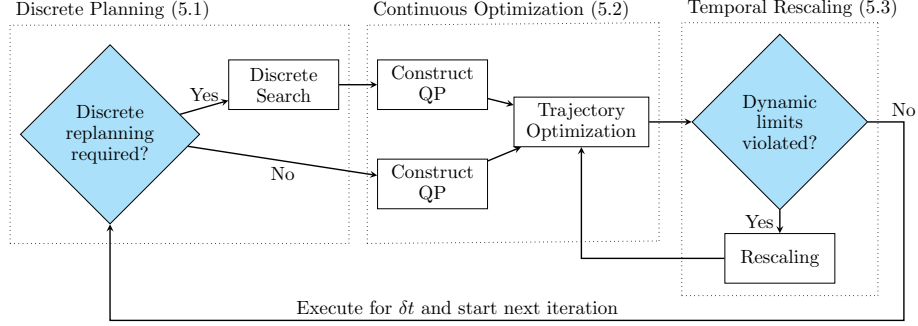 Discrete Planning (5.1)
Continuous Optimization (5.2)
Temporal Rescaling (5.3)
Discrete
replanning
required?
Yes
Discrete
Search
No
Construct
QP
Construct
QP
Trajectory
Optimization
Dynamic
limits
violated?
No
Yes
Rescaling
Execute for δt and start next iteration